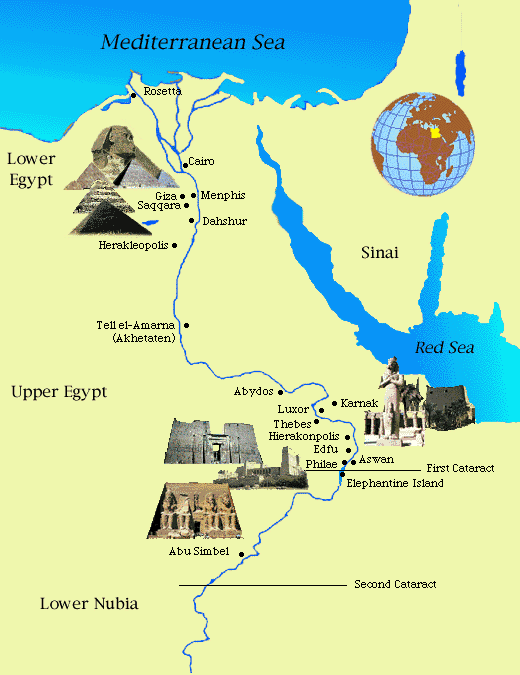 Mediterranean Sea
Rosetta
Lower
Egypt
Cairo
Giza
Memphis
Saqqara
Dahshur
Herakleopolis
Sinai
Tell el-Amarna
(Akhetaten)
Red Sea
Upper Egypt
Abydos
Karnak
Luxor
Thebes
Hierakonpolis
Edfu
Philae
Aswan
First Cataract
Elephantine Island
Abu Simbel
Second Cataract
Lower Nubia